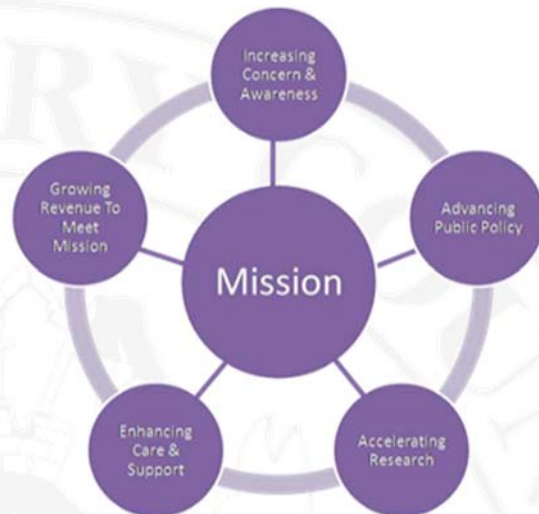 Increasing
Concern &
Awareness
Advancing
Public Policy
Accelerating
Research
Enhancing
Care &
Support
Growing
Revenue To
Meet
Mission
Mission